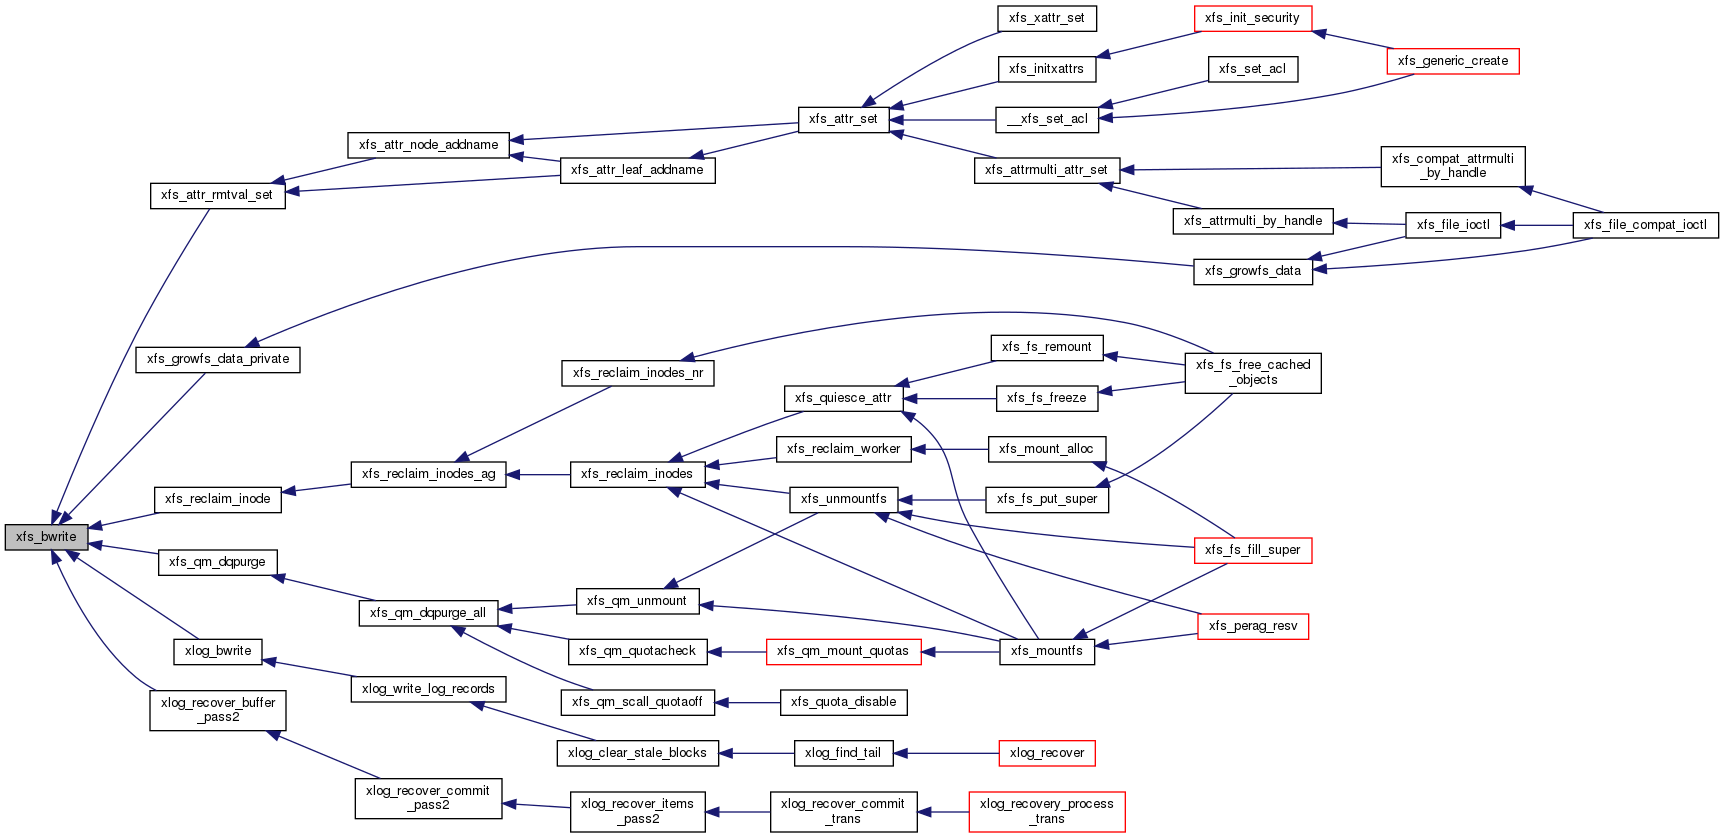 xfs_xattr_set
xfs_init_security
xfs_initxattrs
xfs_set_acl
xfs_generic_create
xfs_attr_set
__xfs_set_acl
xfs_attr_node_addname
xfs_attr_leaf_addname
xfs_attrmulti_attr_set
xfs_compat_attrmulti
_by_handle
xfs_attr_rmtval_set
xfs_attrmulti_by_handle
xfs_file_ioctl
xfs_file_compat_ioctl
xfs_growfs_data
xfs_growfs_data_private
xfs_reclaim_inodes_nr
xfs_fs_remount
xfs_fs_free_cached
_objects
xfs_quiesce_attr
xfs_fs_freeze
xfs_reclaim_worker
xfs_mount_alloc
xfs_reclaim_inodes_ag
xfs_reclaim_inodes
xfs_reclaim_inode
xfs_unmountfs
xfs_fs_put_super
xfs_bwrite
xfs_fs_fill_super
xfs_qm_dqpurge
xfs_qm_dqpurge_all
xfs_qm_unmount
xfs_perag_resv
xlog_bwrite
xfs_qm_quotacheck
xfs_qm_mount_quotas
xfs_mountfs
xlog_write_log_records
xlog_recover_buffer
_pass2
xfs_qm_scall_quotaoff
xfs_quota_disable
xlog_clear_stale_blocks
xlog_find_tail
xlog_recover
xlog_recover_commit
_pass2
xlog_recover_items
_pass2
xlog_recover_commit
_trans
xlog_recovery_process
_trans